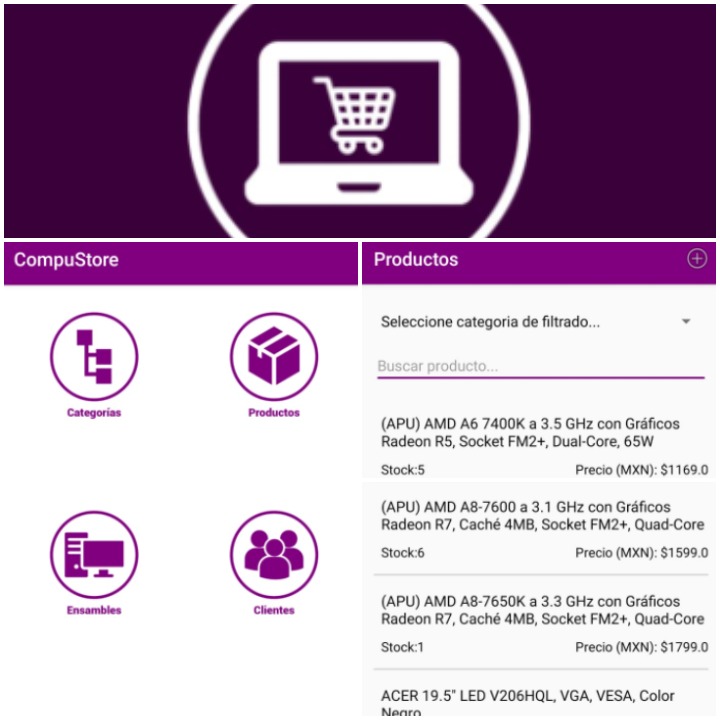 CompuStore
Categorías
Productos
Ensambles
Clientes
Productos
Seleccione categoria de filtrado...
Buscar producto...
(APU) AMD A6 7400K a 3.5 GHz con Gráficos
Radeon R5, Socket FM2+, Dual-Core, 65W
Stock:5 Precio (MXN): $1169.0
(APU) AMD A8-7600 a 3.1 GHz con Gráficos
Radeon R7, Caché 4MB, Socket FM2+, Quad-Core
Stock:6 Precio (MXN): $1599.0
(APU) AMD A8-7650K a 3.3 GHz con Gráficos
Radeon R7, Caché 4MB, Socket FM2+, Quad-Core
Stock:1 Precio (MXN): $1799.0
ACER 19.5" LED V206HQL, VGA, VESA, Color
Negro